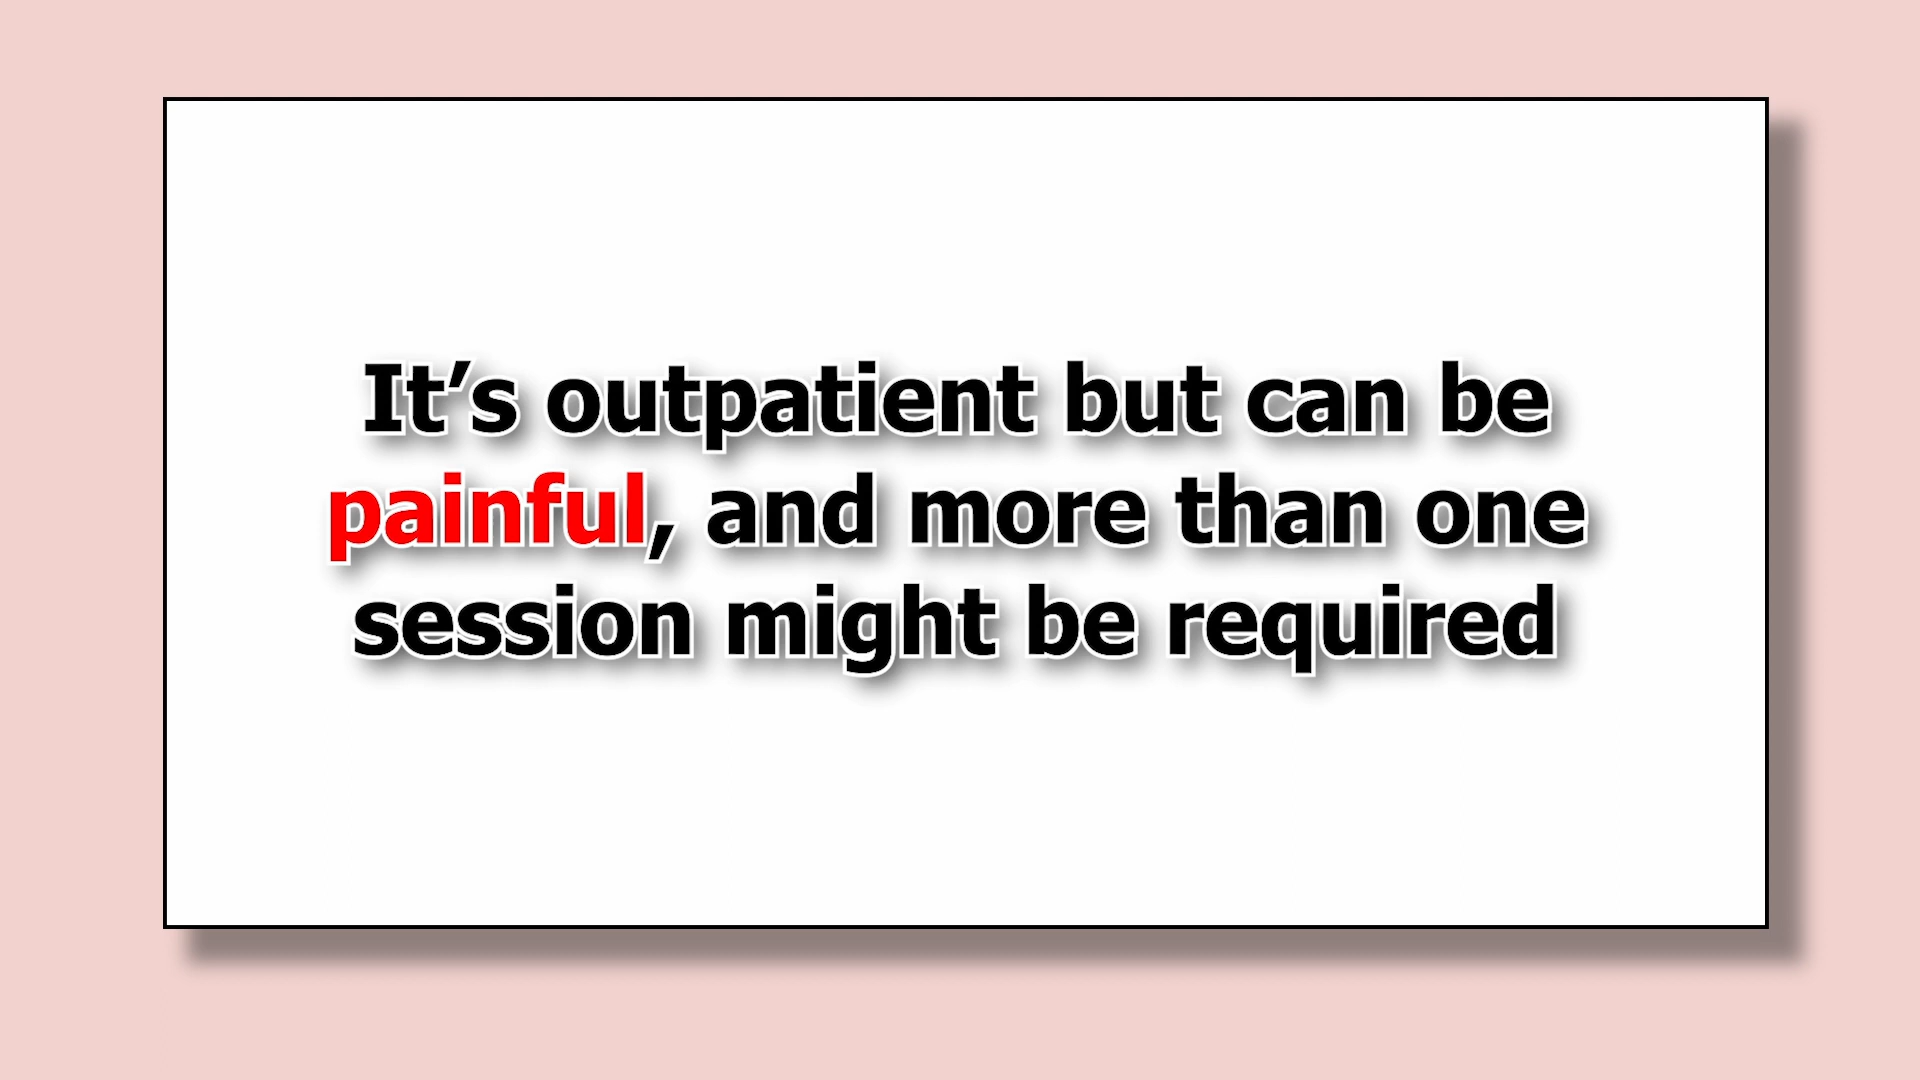 It’s outpatient but can be
painful, and more than one
session might be required